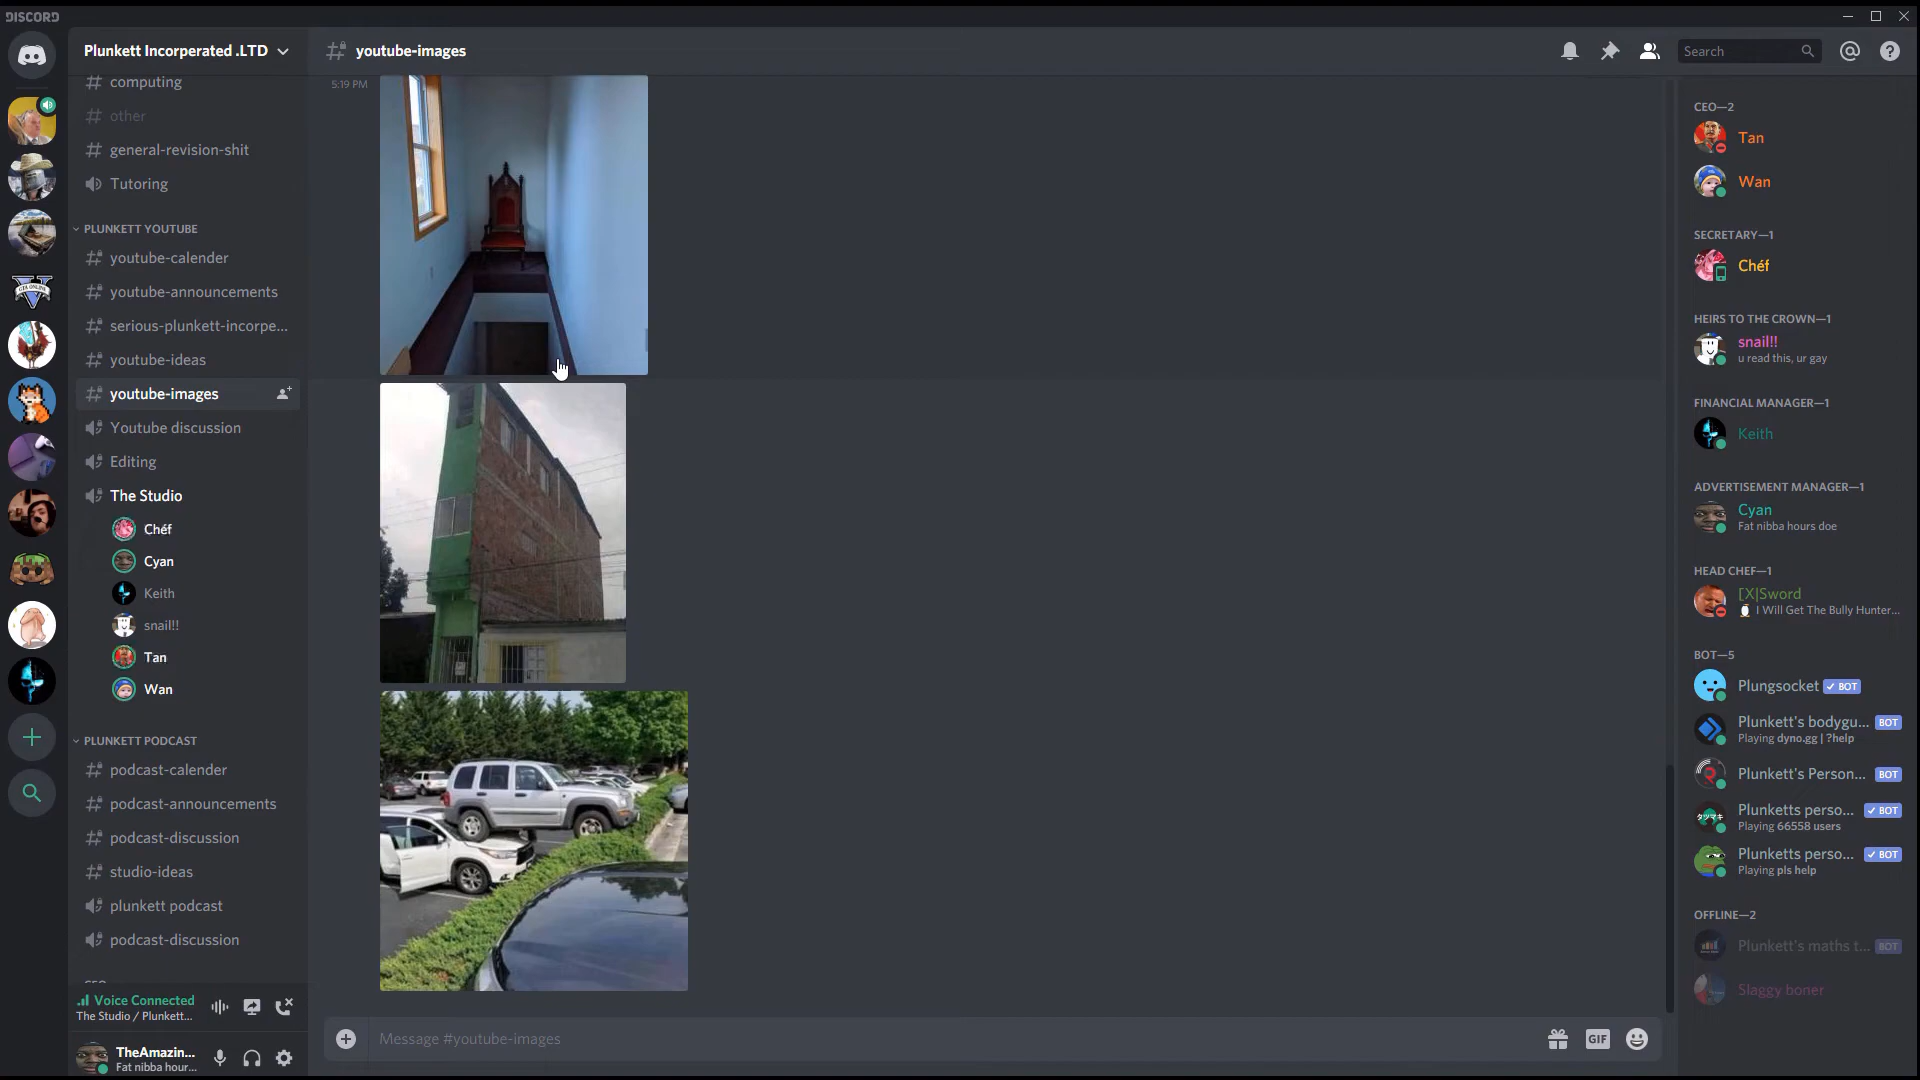 DISCORD
Plunkett Incorperated .LTD
computing
other
general-revision-shit
Tutoring
PLUNKETT YOUTUBE
youtube-calender
youtube-announcements
serious-plunkett-incorpe...
youtube-ideas
youtube-images
Youtube discussion
Editing
The Studio
Chéf
Cyan
Keith
snail!!
Tan
Wan
PLUNKETT PODCAST
podcast-calender
podcast-announcements
podcast-discussion
studio-ideas
plunkett podcast
podcast-discussion
Voice Connected
The Studio / Plunkett...
TheAmazin...
Fat nibba hour...
youtube-images
Search
5:19 PM
Message #youtube-images
GIF
CEO—2
Tan
Wan
SECRETARY—1
Chéf
HEIRS TO THE CROWN—1
snail!!
u read this, ur gay
FINANCIAL MANAGER—1
Keith
ADVERTISEMENT MANAGER—1
Cyan
Fat nibba hours doe
HEAD CHEF—1
[X|Sword
I Will Get The Bully Hunter...
BOT—5
Plungsocket BOT
Plunkett's bodygu... BOT
Playing dyno.gg | ?help
Plunkett's Person... BOT
Plunketts perso... BOT
Playing 66558 users
Plunketts perso... BOT
Playing pls help
OFFLINE—2
Plunkett's maths t... BOT
Slaggy boner